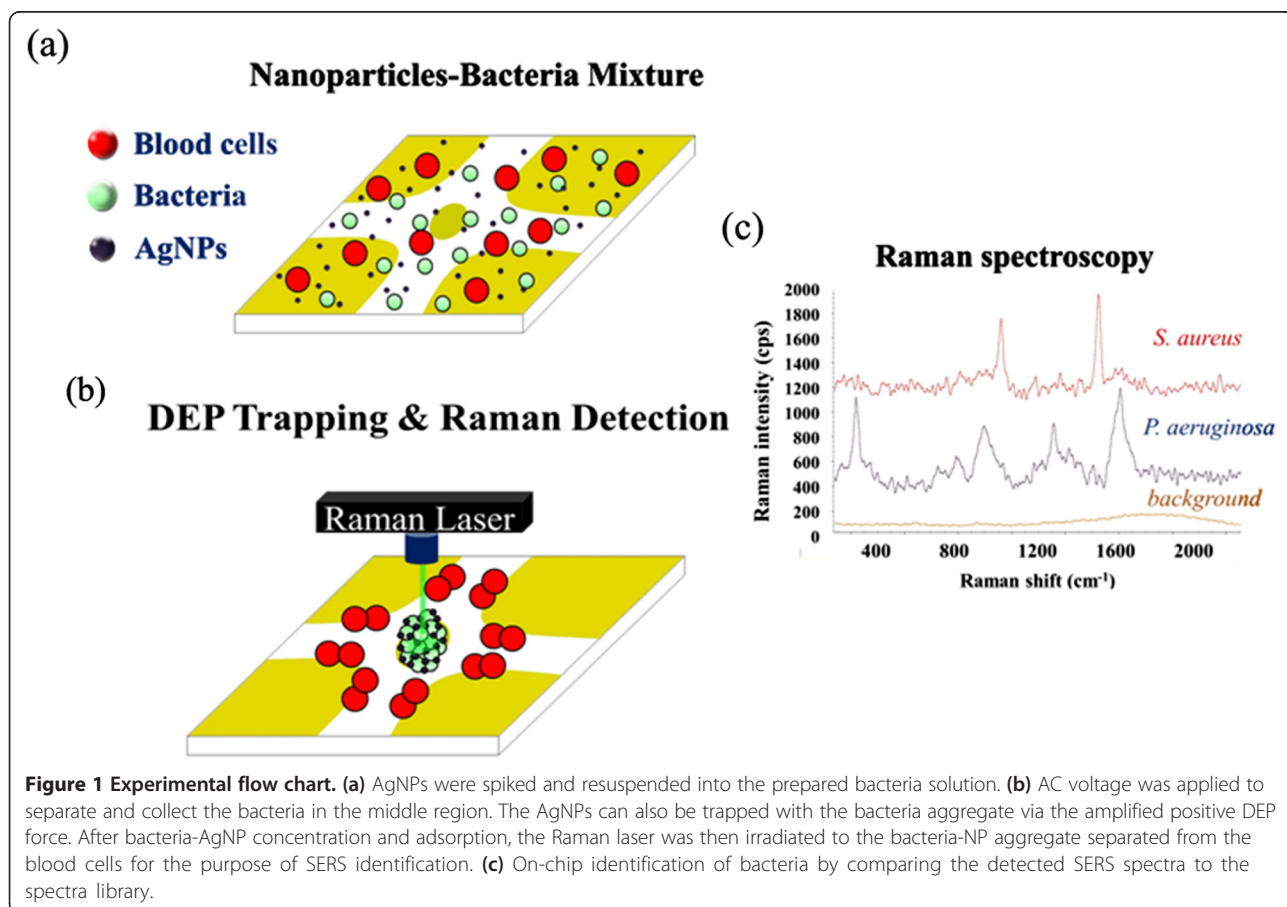 (a)
Nanoparticles-Bacteria Mixture
Blood cells
Bacteria
AgNPs
(b)
DEP Trapping & Raman Detection
Raman Laser
(c)
Raman spectroscopy
2000
1800
1600
1400
1200
1000
800
600
400
200
0
Raman intensity (cps)
S. aureus
P. aeruginosa
background
400 800 1200 1600 2000
Raman shift (cm⁻¹)
Figure 1 Experimental flow chart. (a) AgNPs were spiked and resuspended into the prepared bacteria solution. (b) AC voltage was applied to
separate and collect the bacteria in the middle region. The AgNPs can also be trapped with the bacteria aggregate via the amplified positive DEP
force. After bacteria-AgNP concentration and adsorption, the Raman laser was then irradiated to the bacteria-NP aggregate separated from the
blood cells for the purpose of SERS identification. (c) On-chip identification of bacteria by comparing the detected SERS spectra to the
spectra library.